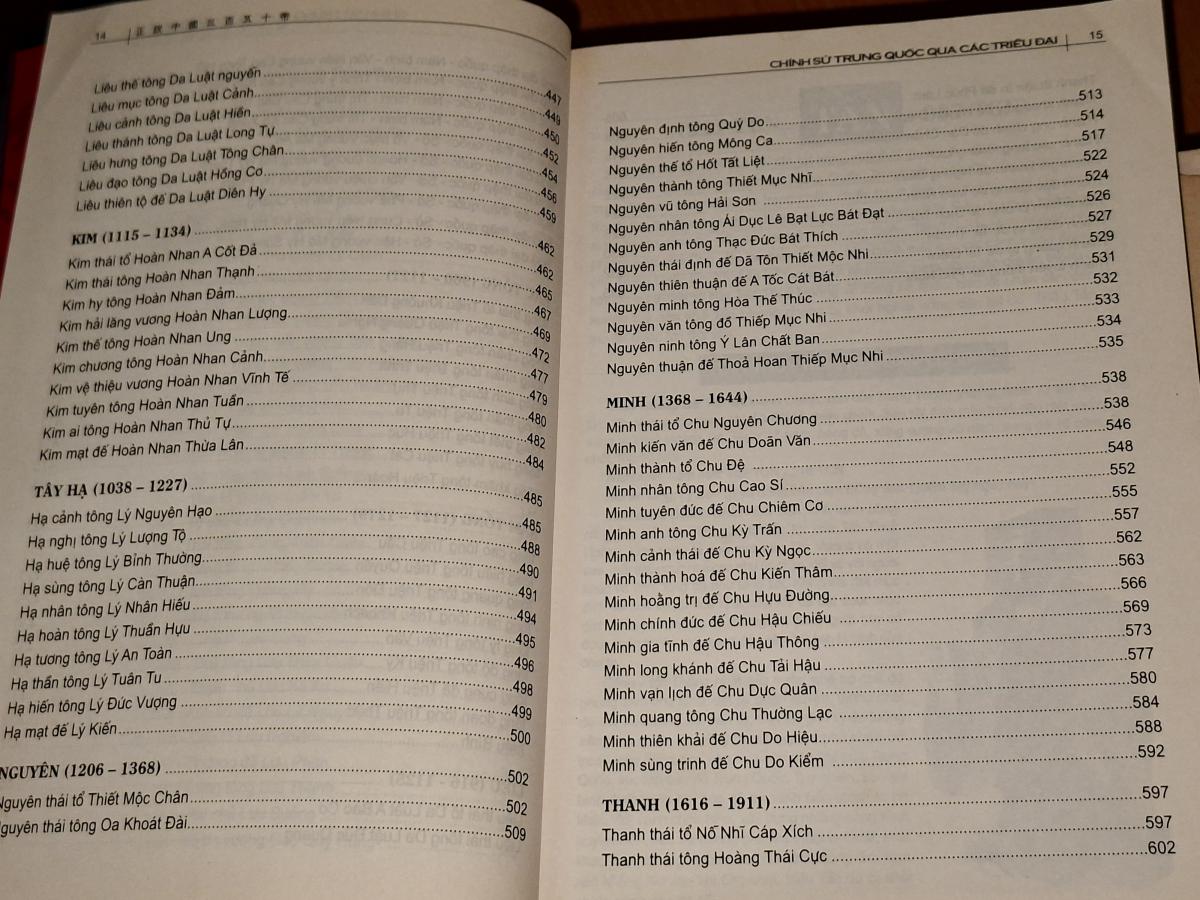 14 正說中國三百五十帝
Liêu thế tông Da Luật nguyến ........ 447
Liêu mục tông Da Luật Cảnh ........ 449
Liêu cảnh tông Da Luật Hiền ........ 450
Liêu thánh tông Da Luật Long Tự ........ 452
Liêu hưng tông Da Luật Tông Chân ........ 454
Liêu đạo tông Da Luật Hồng Cơ ........ 456
Liêu thiên tộ đế Da Luật Diên Hy ........ 459
KIM (1115 – 1134) ........ 462
Kim thái tổ Hoàn Nhan A Cốt Đả ........ 462
Kim thái tông Hoàn Nhan Thạnh ........ 465
Kim hy tông Hoàn Nhan Đảm ........ 467
Kim hải lăng vương Hoàn Nhan Lượng ........ 469
Kim thế tông Hoàn Nhan Ung ........ 472
Kim chương tông Hoàn Nhan Cảnh ........ 477
Kim vệ thiệu vương Hoàn Nhan Vĩnh Tế ........ 479
Kim tuyên tông Hoàn Nhan Tuấn ........ 480
Kim ai tông Hoàn Nhan Thủ Tự ........ 482
Kim mạt đế Hoàn Nhan Thừa Lân ........ 484
TÂY HẠ (1038 – 1227) ........ 485
Hạ cảnh tông Lý Nguyên Hạo ........ 485
Hạ nghị tông Lý Lượng Tộ ........ 488
Hạ huệ tông Lý Bỉnh Thường ........ 490
Hạ sùng tông Lý Càn Thuận ........ 491
Hạ nhân tông Lý Nhân Hiếu ........ 494
Hạ hoàn tông Lý Thuần Hựu ........ 495
Hạ tương tông Lý An Toàn ........ 496
Hạ thần tông Lý Tuân Tu ........ 498
Hạ hiến tông Lý Đức Vượng ........ 499
Hạ mạt đế Lý Kiến ........ 500
NGUYÊN (1206 – 1368) ........ 502
Nguyên thái tổ Thiết Mộc Chân ........ 502
Nguyên thái tông Oa Khoát Đài ........ 509
CHÍNH SỬ TRUNG QUỐC QUA CÁC TRIỀU ĐẠI 15
Nguyên định tông Quý Do ........ 513
Nguyên hiến tông Mông Ca ........ 514
Nguyên thế tổ Hốt Tất Liệt ........ 517
Nguyên thành tông Thiết Mục Nhĩ ........ 522
Nguyên vũ tông Hải Sơn ........ 524
Nguyên nhân tông Ái Dục Lê Bạt Lục Bát Đạt ........ 526
Nguyên anh tông Thạc Đức Bát Thích ........ 527
Nguyên thái định đế Dã Tôn Thiết Mộc Nhi ........ 529
Nguyên thiên thuận đế A Tốc Cát Bát ........ 531
Nguyên minh tông Hòa Thế Thúc ........ 532
Nguyên văn tông đồ Thiếp Mục Nhi ........ 533
Nguyên ninh tông Ý Lân Chất Ban ........ 534
Nguyên thuận đế Thoả Hoan Thiếp Mục Nhi ........ 535
MINH (1368 – 1644) ........ 538
Minh thái tổ Chu Nguyên Chương ........ 538
Minh kiến văn đế Chu Doãn Văn ........ 546
Minh thành tổ Chu Đệ ........ 548
Minh nhân tông Chu Cao Sí ........ 552
Minh tuyên đức đế Chu Chiêm Cơ ........ 555
Minh anh tông Chu Kỳ Trấn ........ 557
Minh cảnh thái đế Chu Kỳ Ngọc ........ 562
Minh thành hoá đế Chu Kiến Thâm ........ 563
Minh hoằng trị đế Chu Hựu Đường ........ 566
Minh chính đức đế Chu Hậu Chiếu ........ 569
Minh gia tĩnh đế Chu Hậu Thông ........ 573
Minh long khánh đế Chu Tải Hậu ........ 577
Minh vạn lịch đế Chu Dực Quân ........ 580
Minh quang tông Chu Thường Lạc ........ 584
Minh thiên khải đế Chu Do Hiệu ........ 588
Minh sùng trinh đế Chu Do Kiểm ........ 592
THANH (1616 – 1911) ........ 597
Thanh thái tổ Nỗ Nhĩ Cáp Xích ........ 597
Thanh thái tông Hoàng Thái Cực ........ 602